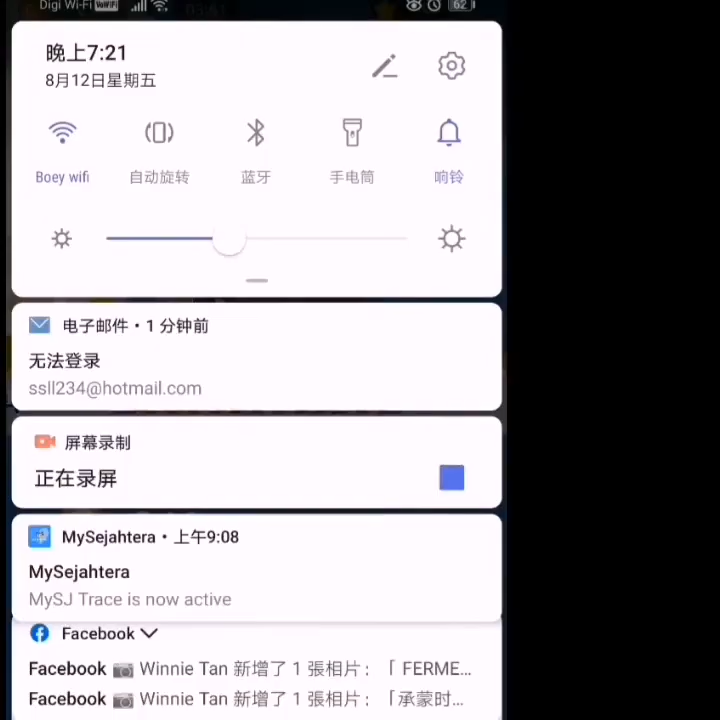 Digi Wi-Fi VoWiFi 62
晚上7:21
8月12日星期五
Boey wifi 自动旋转 蓝牙 手电筒 响铃
电子邮件 • 1 分钟前
无法登录
ssll234@hotmail.com
屏幕录制
正在录屏
MySejahtera • 上午9:08
MySejahtera
MySJ Trace is now active
Facebook
Facebook 📷 Winnie Tan 新增了 1 張相片：「 FERME...
Facebook 📷 Winnie Tan 新增了 1 張相片：「承蒙时...